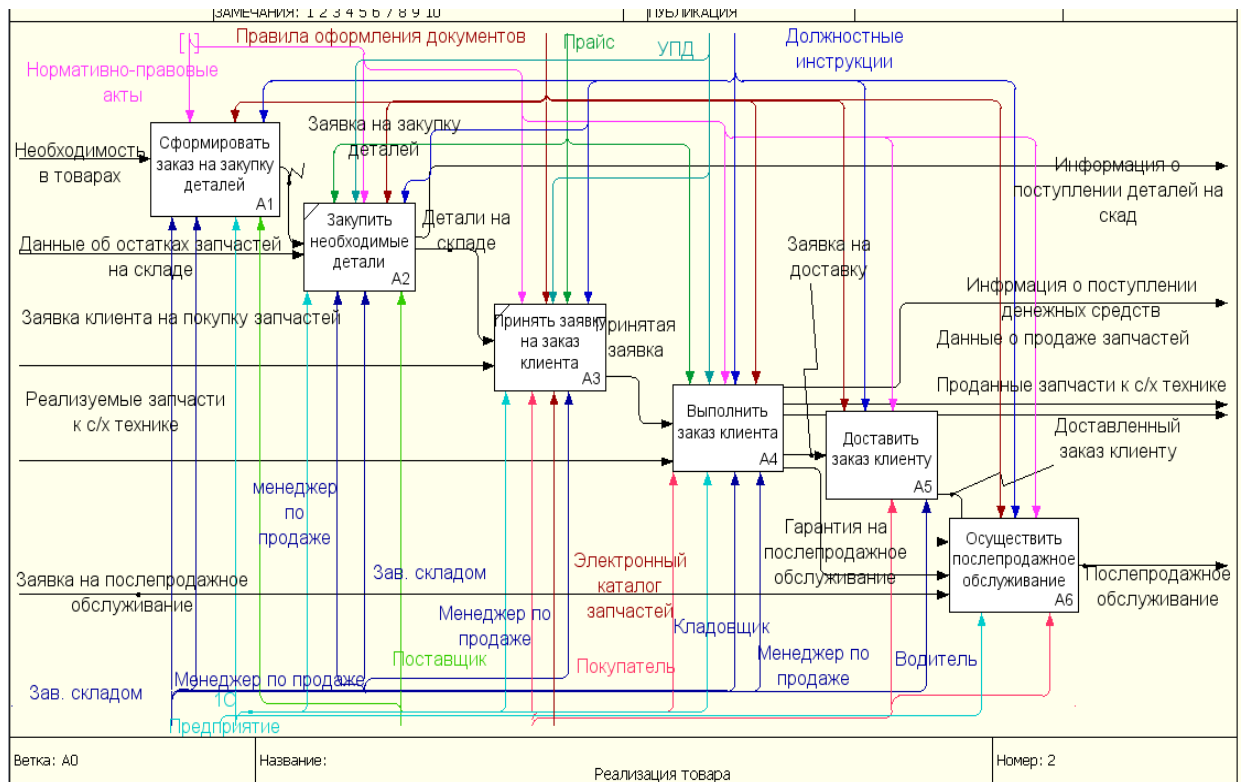 ЗАМЕЧАНИЯ: 1 2 3 4 5 6 7 8 9 10
ПУБЛИКАЦИЯ
[ ]
Правила оформления документов
Прайс
УПД
Должностные
инструкции
Нормативно-правовые
акты
Необходимость
в товарах
Сформировать
заказ на закупку
деталей
A1
Заявка на закупку
деталей
Информация о
поступлении деталей на
скад
Данные об остатках запчастей
на складе
Закупить
необходимые
детали
A2
Детали на
складе
Заявка на
доставку
Инфрмация о поступлении
денежных средств
Заявка клиента на покупку запчастей
Принять заявку
на заказ
клиента
A3
принятая
заявка
Данные о продаже запчастей
Проданные запчасти к с/х технике
Реализуемые запчасти
к с/х технике
Выполнить
заказ клиента
A4
Доставить
заказ клиенту
A5
Доставленный
заказ клиенту
менеджер
по
продаже
Гарантия на
послепродажное
обслуживание
Осуществить
послепродажное
обслуживание
A6
Послепродажное
обслуживание
Заявка на послепродажное
обслуживание
Зав. складом
Электронный
каталог
запчастей
Менеджер по
продаже
Кладовщик
Поставщик
Покупатель
Менеджер по
продаже
Водитель
Зав. складом
Менеджер по продаже
1С
Предприятие
Ветка: A0
Название:
Реализация товара
Номер: 2